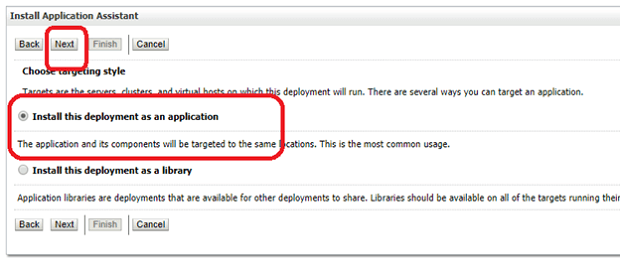 Install Application Assistant
Back Next Finish Cancel
Choose targeting style
Targets are the servers, clusters, and virtual hosts on which this deployment will run. There are several ways you can target an application.
Install this deployment as an application
The application and its components will be targeted to the same locations. This is the most common usage.
Install this deployment as a library
Application libraries are deployments that are available for other deployments to share. Libraries should be available on all of the targets running their
Back Next Finish Cancel